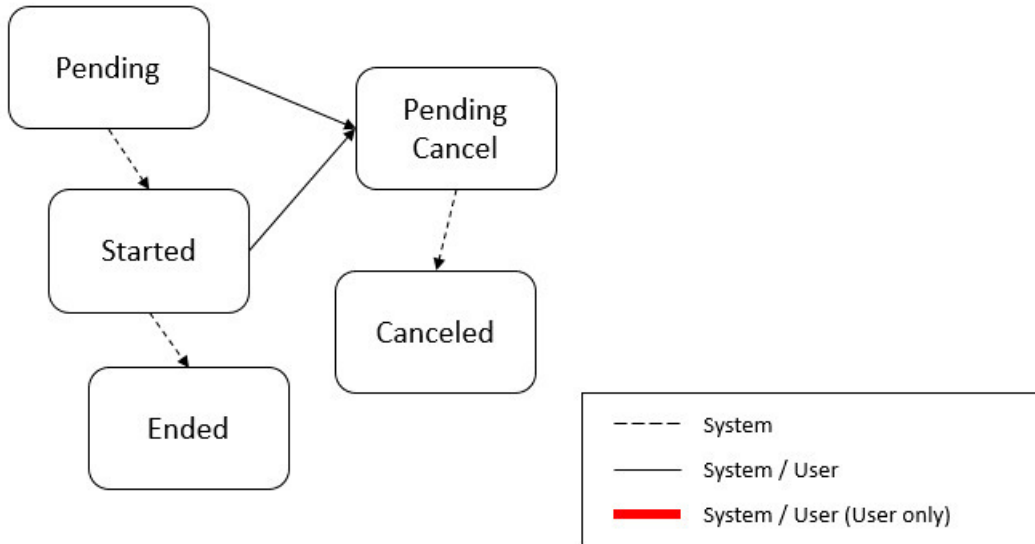 Pending
Pending
Cancel
Started
Canceled
Ended
System
System / User
System / User (User only)